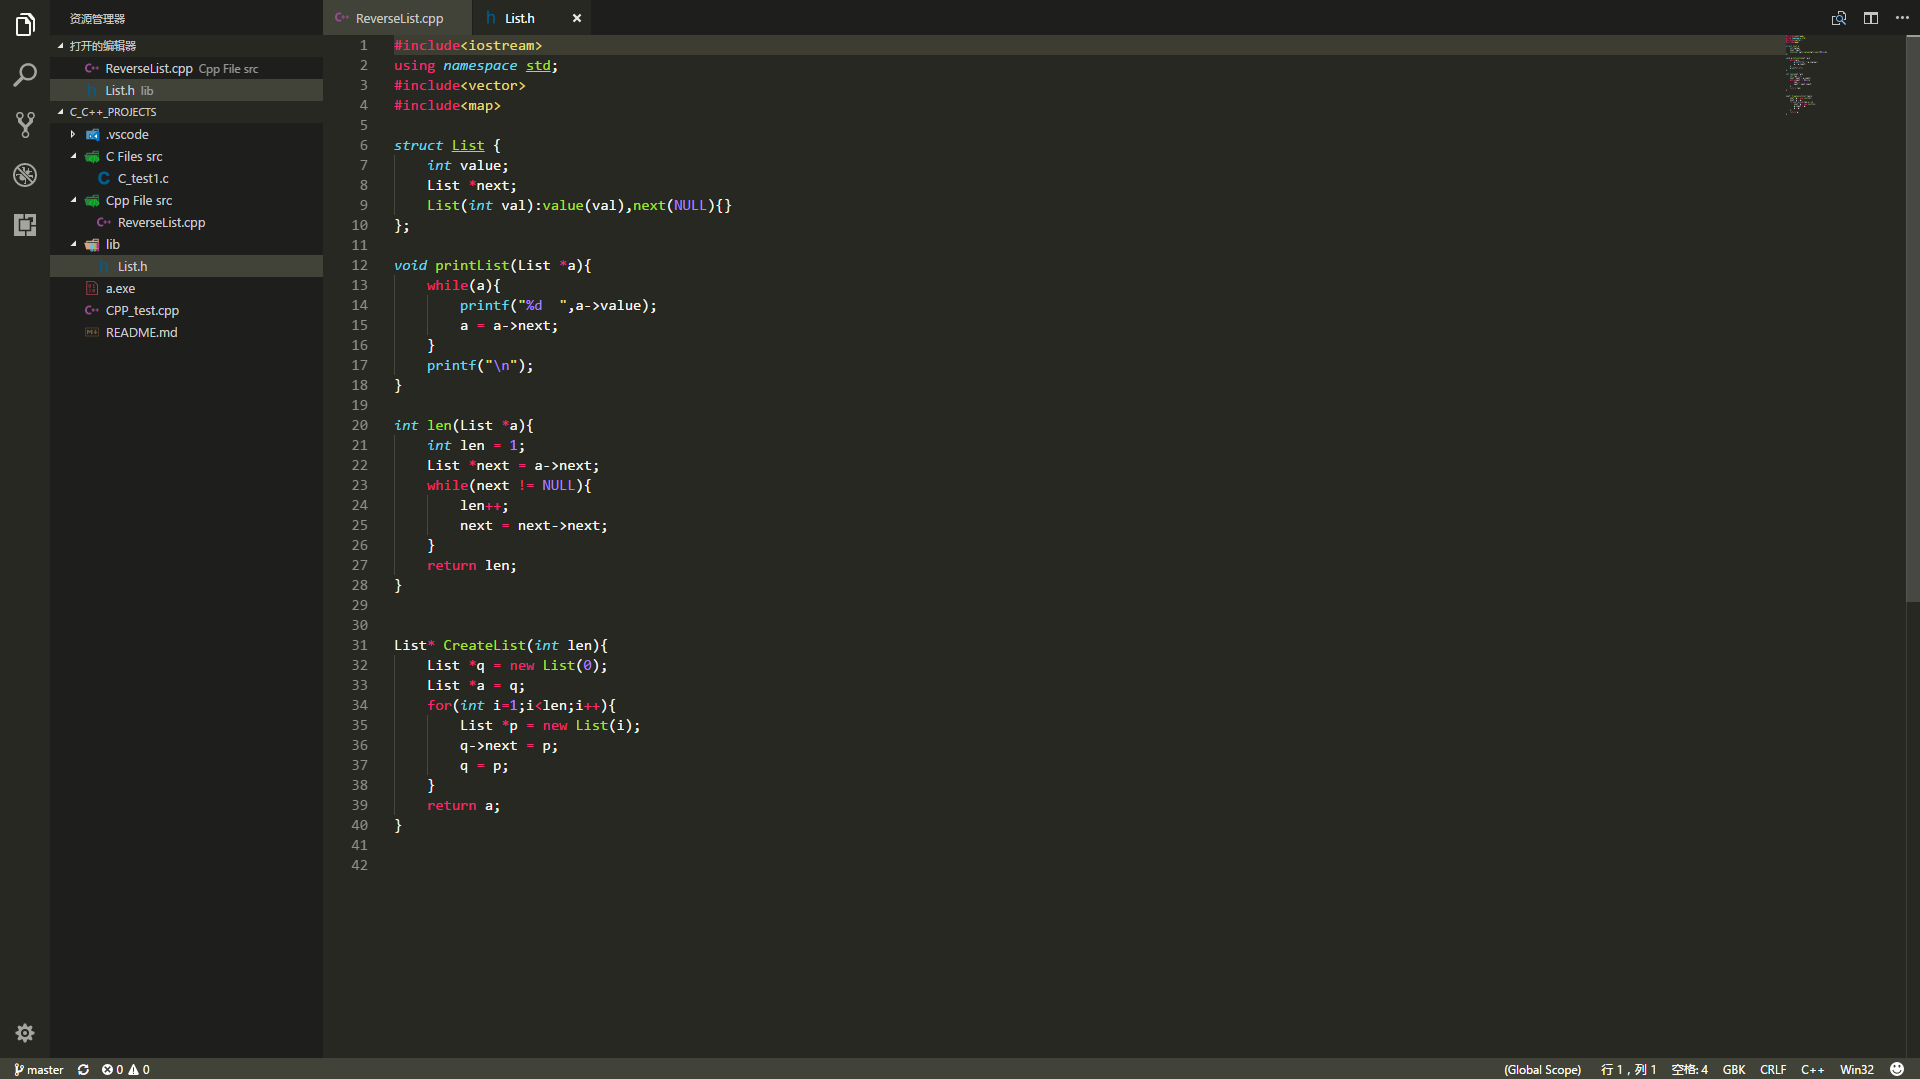 资源管理器
打开的编辑器
ReverseList.cpp Cpp File src
List.h lib
C_C++_PROJECTS
.vscode
C Files src
C_test1.c
Cpp File src
ReverseList.cpp
lib
List.h
a.exe
CPP_test.cpp
README.md
ReverseList.cpp
List.h
1 #include<iostream>
2 using namespace std;
3 #include<vector>
4 #include<map>
5
6 struct List {
7     int value;
8     List *next;
9     List(int val):value(val),next(NULL){}
10 };
11
12 void printList(List *a){
13     while(a){
14         printf("%d  ",a->value);
15         a = a->next;
16     }
17     printf("\n");
18 }
19
20 int len(List *a){
21     int len = 1;
22     List *next = a->next;
23     while(next != NULL){
24         len++;
25         next = next->next;
26     }
27     return len;
28 }
29
30
31 List* CreateList(int len){
32     List *q = new List(0);
33     List *a = q;
34     for(int i=1;i<len;i++){
35         List *p = new List(i);
36         q->next = p;
37         q = p;
38     }
39     return a;
40 }
41
42
master 0 0 (Global Scope) 行 1，列 1 空格: 4 GBK CRLF C++ Win32